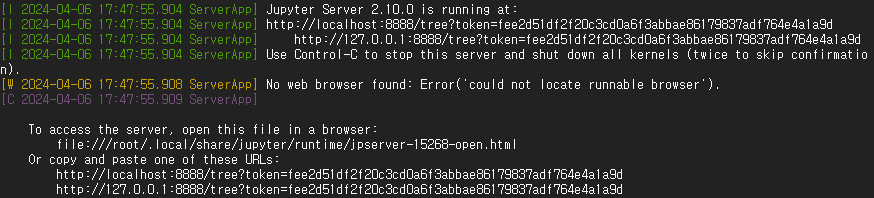 [I 2024-04-06 17:47:55.904 ServerApp] Jupyter Server 2.10.0 is running at:
[I 2024-04-06 17:47:55.904 ServerApp] http://localhost:8888/tree?token=fee2d51df2f20c3cd0a6f3abbae86179837adf764e4a1a9d
[I 2024-04-06 17:47:55.904 ServerApp]     http://127.0.0.1:8888/tree?token=fee2d51df2f20c3cd0a6f3abbae86179837adf764e4a1a9d
[I 2024-04-06 17:47:55.904 ServerApp] Use Control-C to stop this server and shut down all kernels (twice to skip confirmatio
n).
[W 2024-04-06 17:47:55.908 ServerApp] No web browser found: Error('could not locate runnable browser').
[C 2024-04-06 17:47:55.909 ServerApp]
To access the server, open this file in a browser:
file:///root/.local/share/jupyter/runtime/jpserver-15268-open.html
Or copy and paste one of these URLs:
http://localhost:8888/tree?token=fee2d51df2f20c3cd0a6f3abbae86179837adf764e4a1a9d
http://127.0.0.1:8888/tree?token=fee2d51df2f20c3cd0a6f3abbae86179837adf764e4a1a9d